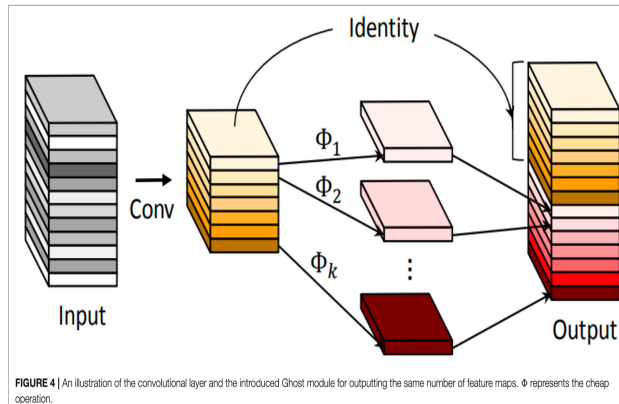 Identity
Φ1
Φ2
Conv
Φk
⋮
Input
Output
FIGURE 4 | An illustration of the convolutional layer and the introduced Ghost module for outputting the same number of feature maps. Φ represents the cheap
operation.